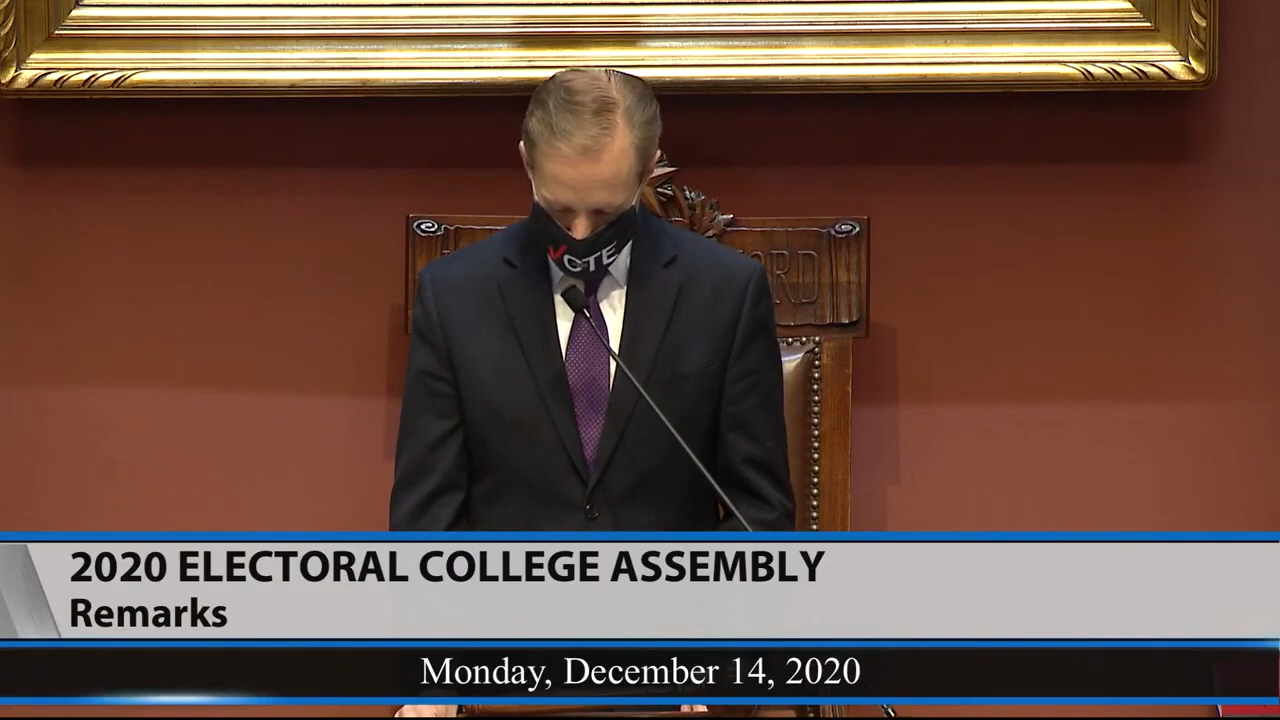 VOTE
2020 ELECTORAL COLLEGE ASSEMBLY
Remarks
Monday, December 14, 2020